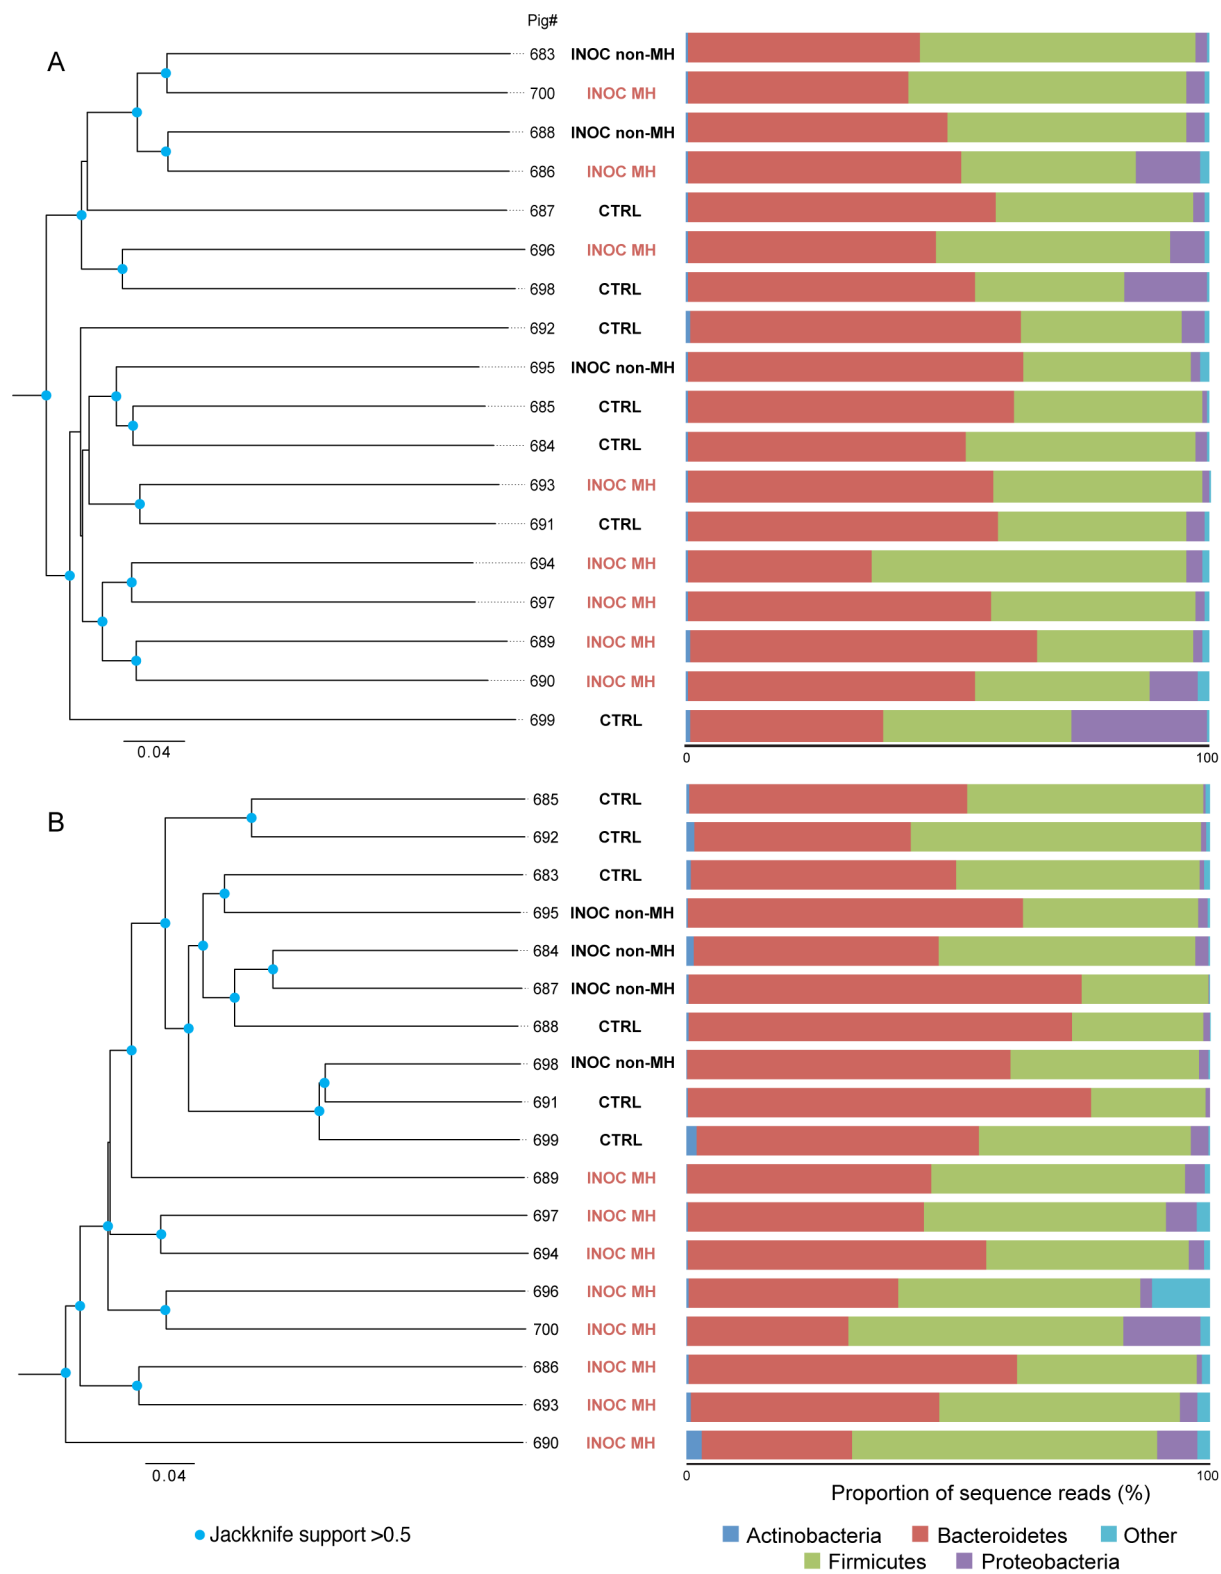 Pig#
A
683 INOC non-MH
700 INOC MH
688 INOC non-MH
686 INOC MH
687 CTRL
696 INOC MH
698 CTRL
692 CTRL
695 INOC non-MH
685 CTRL
684 CTRL
693 INOC MH
691 CTRL
694 INOC MH
697 INOC MH
689 INOC MH
690 INOC MH
699 CTRL
0.04
0 100
B
685 CTRL
692 CTRL
683 CTRL
695 INOC non-MH
684 INOC non-MH
687 INOC non-MH
688 CTRL
698 INOC non-MH
691 CTRL
699 CTRL
689 INOC MH
697 INOC MH
694 INOC MH
696 INOC MH
700 INOC MH
686 INOC MH
693 INOC MH
690 INOC MH
0.04
0 100
Proportion of sequence reads (%)
Jackknife support >0.5
Actinobacteria Bacteroidetes Other
Firmicutes Proteobacteria